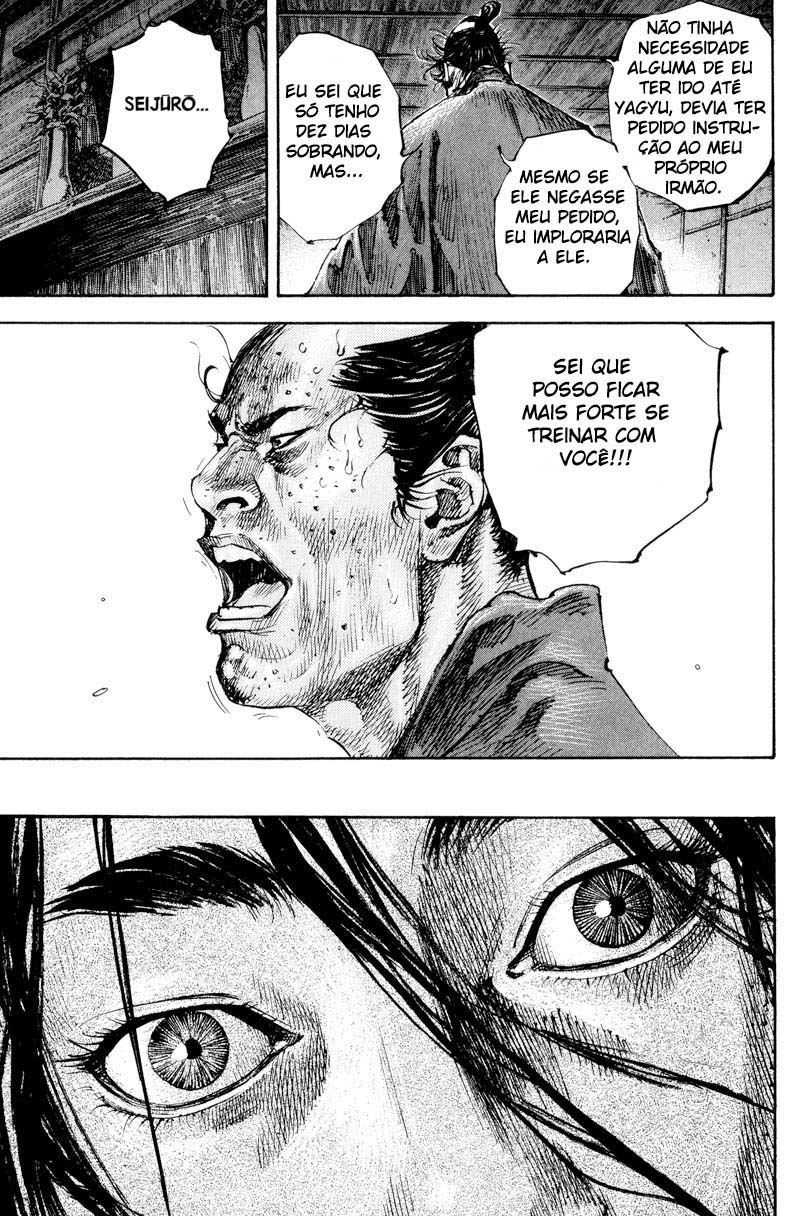 NÃO TINHA
NECESSIDADE
ALGUMA DE EU
TER IDO ATÉ
YAGYU, DEVIA TER
PEDIDO INSTRU-
ÇÃO AO MEU
PRÓPRIO
IRMÃO.
MESMO SE
ELE NEGASSE
MEU PEDIDO,
EU IMPLORARIA
A ELE.
EU SEI QUE
SÓ TENHO
DEZ DIAS
SOBRANDO,
MAS...
SEIJŪRŌ...
SEI QUE
POSSO FICAR
MAIS FORTE SE
TREINAR COM
VOCÊ!!!